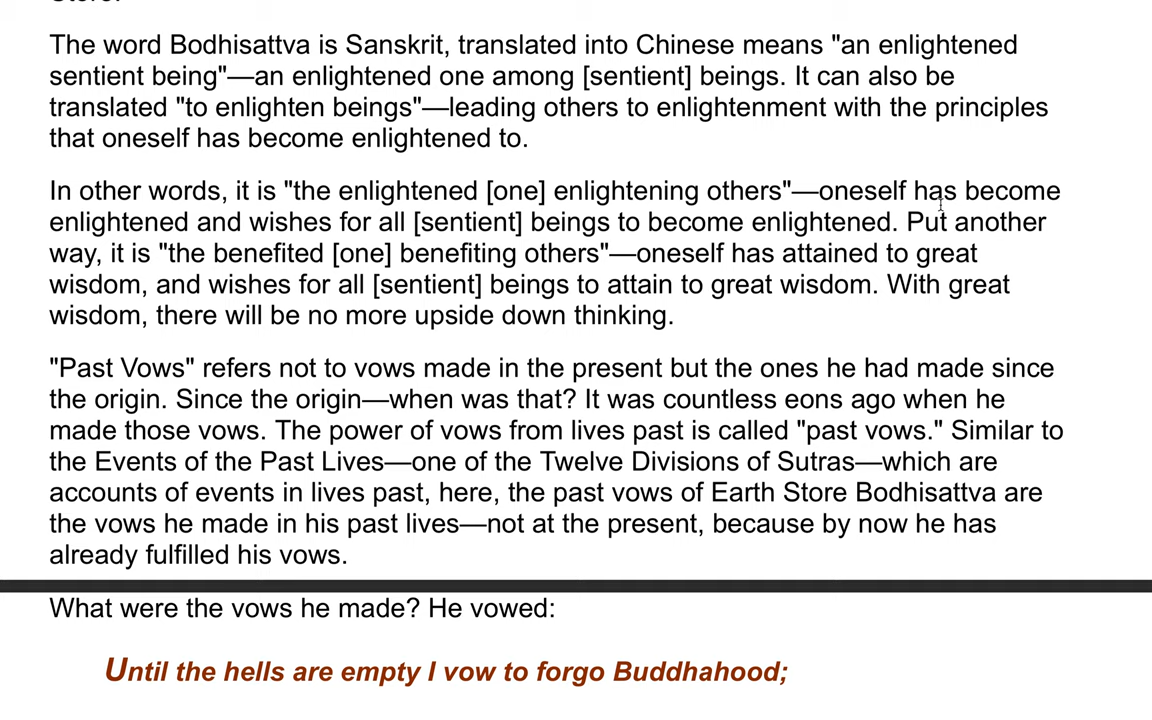 The word Bodhisattva is Sanskrit, translated into Chinese means "an enlightened
sentient being"—an enlightened one among [sentient] beings. It can also be
translated "to enlighten beings"—leading others to enlightenment with the principles
that oneself has become enlightened to.
In other words, it is "the enlightened [one] enlightening others"—oneself has become
enlightened and wishes for all [sentient] beings to become enlightened. Put another
way, it is "the benefited [one] benefiting others"—oneself has attained to great
wisdom, and wishes for all [sentient] beings to attain to great wisdom. With great
wisdom, there will be no more upside down thinking.
"Past Vows" refers not to vows made in the present but the ones he had made since
the origin. Since the origin—when was that? It was countless eons ago when he
made those vows. The power of vows from lives past is called "past vows." Similar to
the Events of the Past Lives—one of the Twelve Divisions of Sutras—which are
accounts of events in lives past, here, the past vows of Earth Store Bodhisattva are
the vows he made in his past lives—not at the present, because by now he has
already fulfilled his vows.
What were the vows he made? He vowed:
Until the hells are empty I vow to forgo Buddhahood;